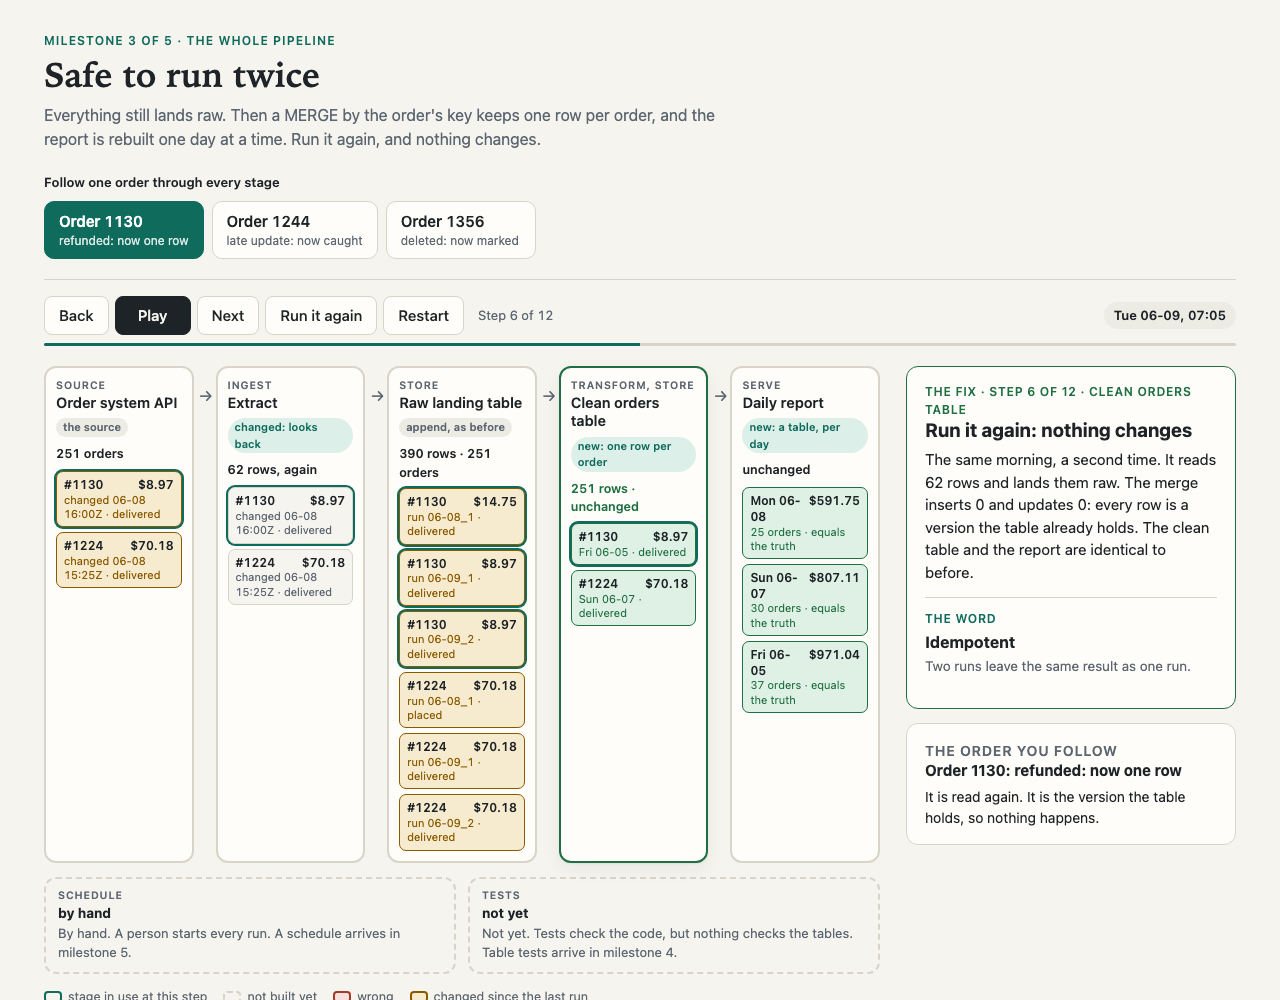 MILESTONE 3 OF 5 · THE WHOLE PIPELINE
Safe to run twice
Everything still lands raw. Then a MERGE by the order's key keeps one row per order, and the
report is rebuilt one day at a time. Run it again, and nothing changes.
Follow one order through every stage
Order 1130
refunded: now one row
Order 1244
late update: now caught
Order 1356
deleted: now marked
Back
Play
Next
Run it again
Restart
Step 6 of 12
Tue 06-09, 07:05
SOURCE
Order system API
the source
251 orders
#1130 $8.97
changed 06-08
16:00Z · delivered
#1224 $70.18
changed 06-08
15:25Z · delivered
→
INGEST
Extract
changed: looks
back
62 rows, again
#1130 $8.97
changed 06-08
16:00Z · delivered
#1224 $70.18
changed 06-08
15:25Z · delivered
→
STORE
Raw landing table
append, as before
390 rows · 251
orders
#1130 $14.75
run 06-08_1 ·
delivered
#1130 $8.97
run 06-09_1 ·
delivered
#1130 $8.97
run 06-09_2 ·
delivered
#1224 $70.18
run 06-08_1 ·
placed
#1224 $70.18
run 06-09_1 ·
delivered
#1224 $70.18
run 06-09_2 ·
delivered
→
TRANSFORM, STORE
Clean orders
table
new: one row per
order
251 rows ·
unchanged
#1130 $8.97
Fri 06-05 · delivered
#1224 $70.18
Sun 06-07 ·
delivered
→
SERVE
Daily report
new: a table, per
day
unchanged
Mon 06- $591.75
08
25 orders · equals
the truth
Sun 06- $807.11
07
30 orders · equals
the truth
Fri 06- $971.04
05
37 orders · equals
the truth
THE FIX · STEP 6 OF 12 · CLEAN ORDERS
TABLE
Run it again: nothing changes
The same morning, a second time. It reads
62 rows and lands them raw. The merge
inserts 0 and updates 0: every row is a
version the table already holds. The clean
table and the report are identical to
before.
THE WORD
Idempotent
Two runs leave the same result as one run.
THE ORDER YOU FOLLOW
Order 1130: refunded: now one row
It is read again. It is the version the table
holds, so nothing happens.
SCHEDULE
by hand
By hand. A person starts every run. A schedule arrives in
milestone 5.
TESTS
not yet
Not yet. Tests check the code, but nothing checks the tables.
Table tests arrive in milestone 4.
stage in use at this step
not built yet
wrong
changed since the last run